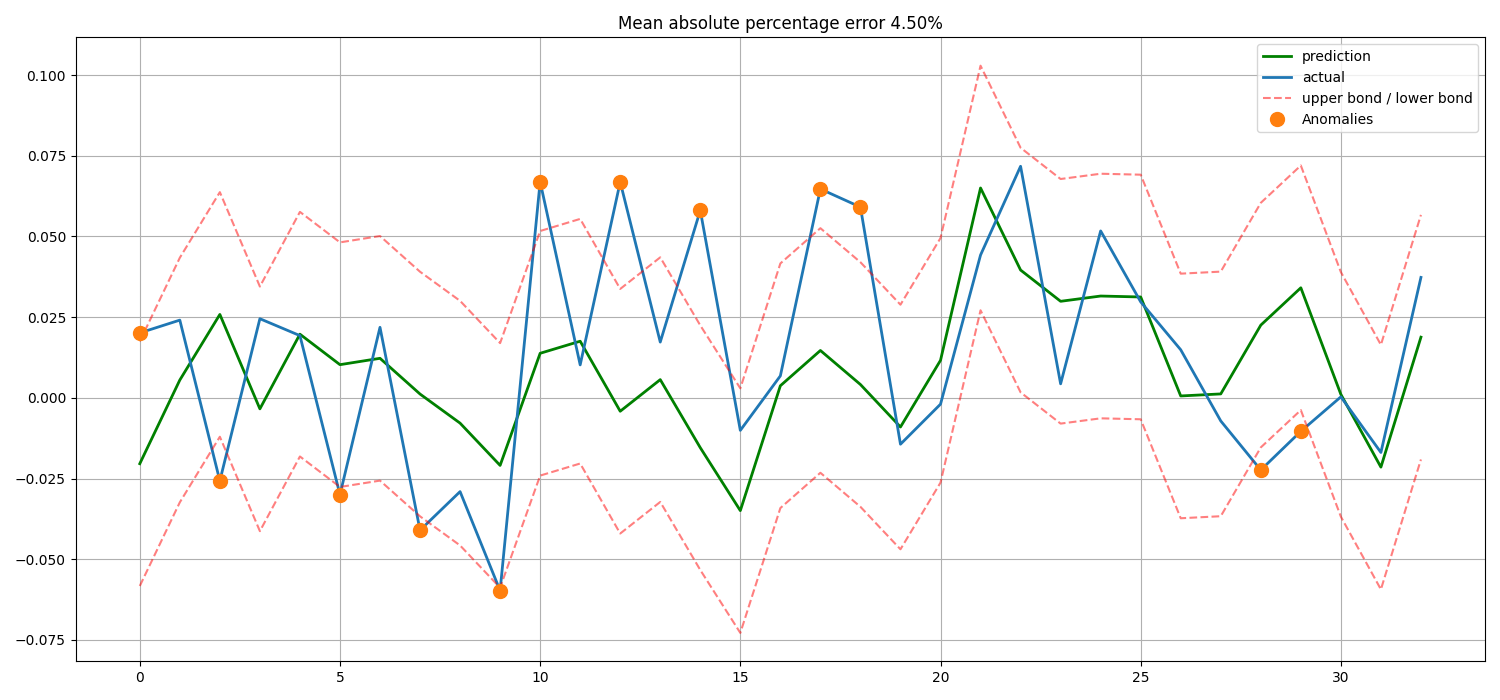 Mean absolute percentage error 4.50%
prediction
actual
upper bond / lower bond
Anomalies
0.100
0.075
0.050
0.025
0.000
−0.025
−0.050
−0.075
0 5 10 15 20 25 30